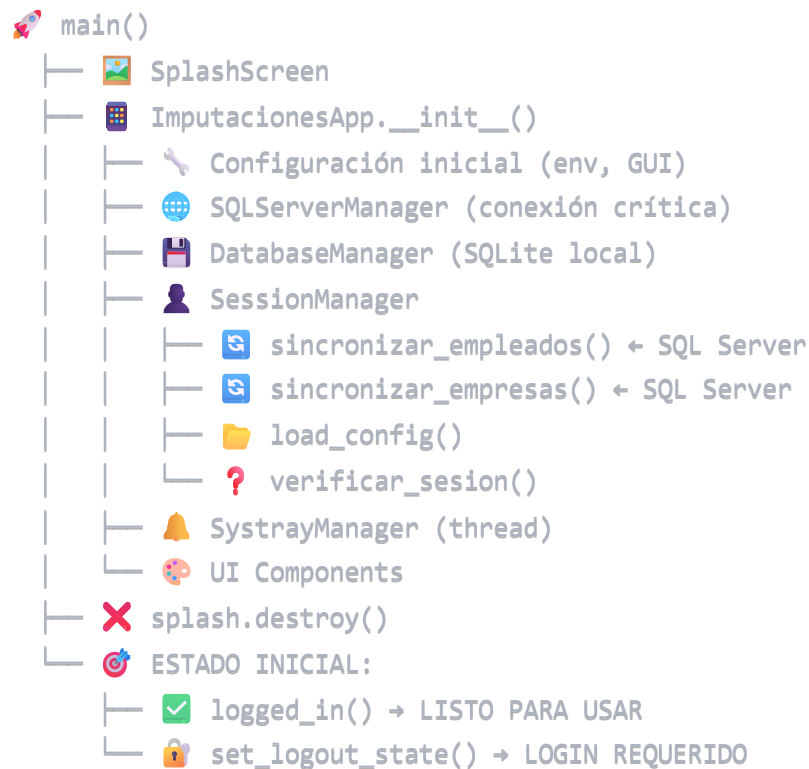 🚀 main()
├── 🖼️ SplashScreen
├── 📱 ImputacionesApp.__init__()
│   ├── 🔧 Configuración inicial (env, GUI)
│   ├── 🌐 SQLServerManager (conexión crítica)
│   ├── 💾 DatabaseManager (SQLite local)
│   ├── 👤 SessionManager
│   │   ├── 🔄 sincronizar_empleados() ← SQL Server
│   │   ├── 🔄 sincronizar_empresas() ← SQL Server
│   │   ├── 📁 load_config()
│   │   └── ❓ verificar_sesion()
│   ├── 🔔 SystrayManager (thread)
│   └── 🎨 UI Components
├── ❌ splash.destroy()
└── 🎯 ESTADO INICIAL:
    ├── ✅ logged_in() → LISTO PARA USAR
    └── 🔐 set_logout_state() → LOGIN REQUERIDO